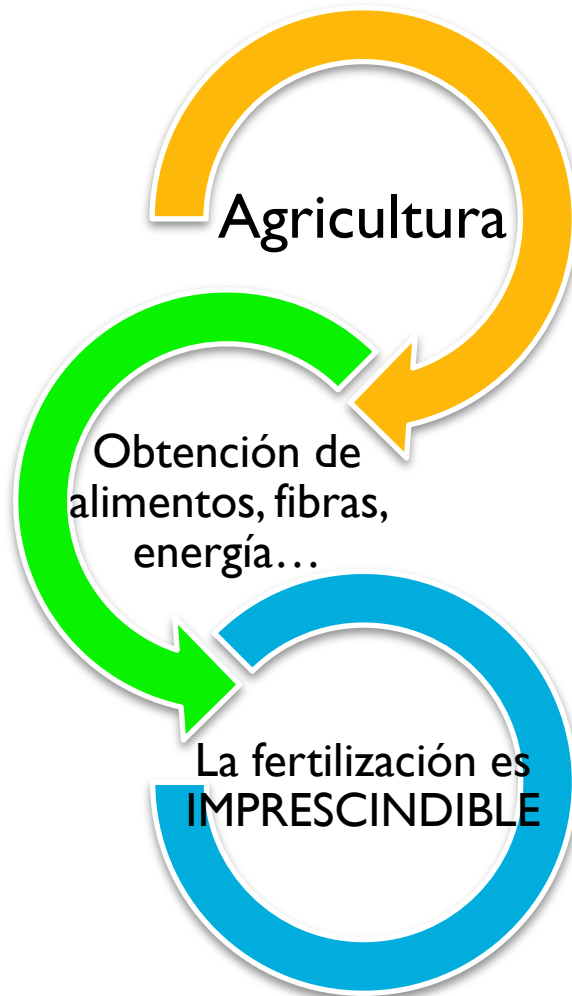 Agricultura
Obtención de
alimentos, fibras,
energía…
La fertilización es
IMPRESCINDIBLE